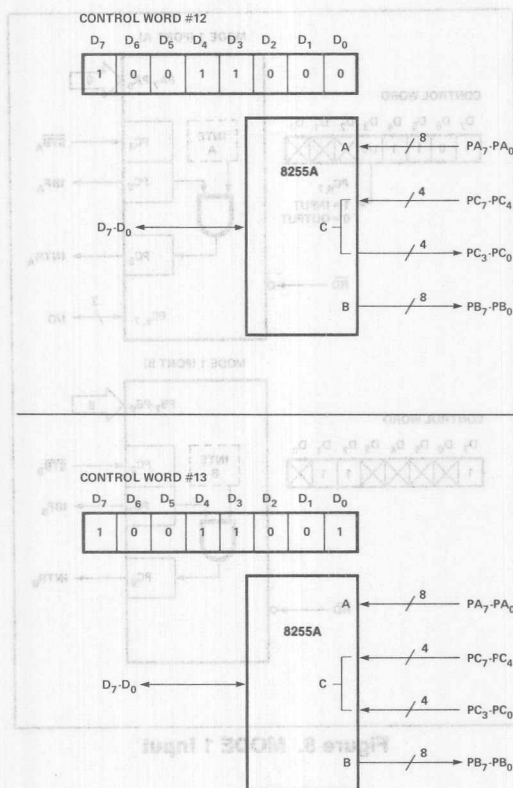 CONTROL WORD #12
D7 D6 D5 D4 D3 D2 D1 D0
1 0 0 1 1 0 0 0
8255A
A 8 PA7-PA0
4 PC7-PC4
D7-D0
C
4 PC3-PC0
B 8 PB7-PB0
CONTROL WORD #13
D7 D6 D5 D4 D3 D2 D1 D0
1 0 0 1 1 0 0 1
8255A
A 8 PA7-PA0
4 PC7-PC4
D7-D0
C
4 PC3-PC0
B 8 PB7-PB0
Figure 8. MODE 1 Input